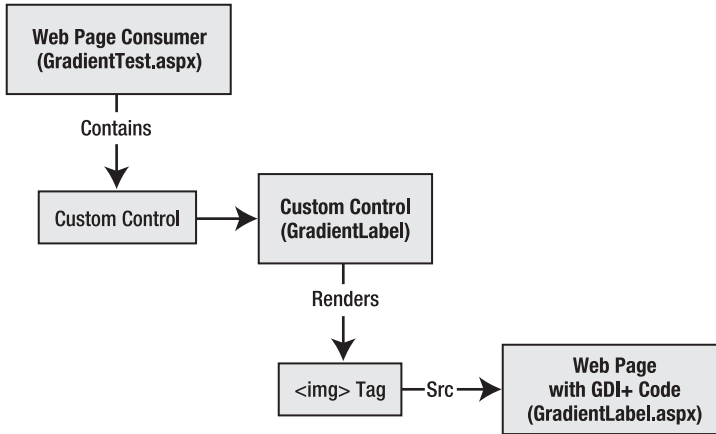 Web Page Consumer
(GradientTest.aspx)
Contains
Custom Control
Custom Control
(GradientLabel)
Renders
<img> Tag
Src
Web Page
with GDI+ Code
(GradientLabel.aspx)